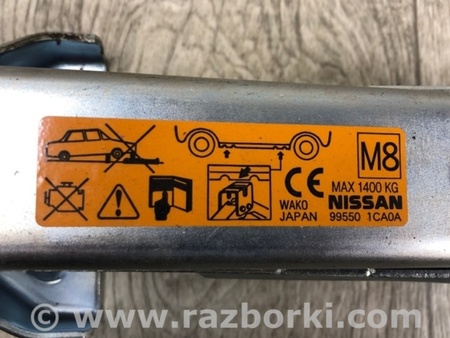 M8
MAX 1400 KG
CE
WAKO
JAPAN
NISSAN
99550 1CA0A
www.razborki.com